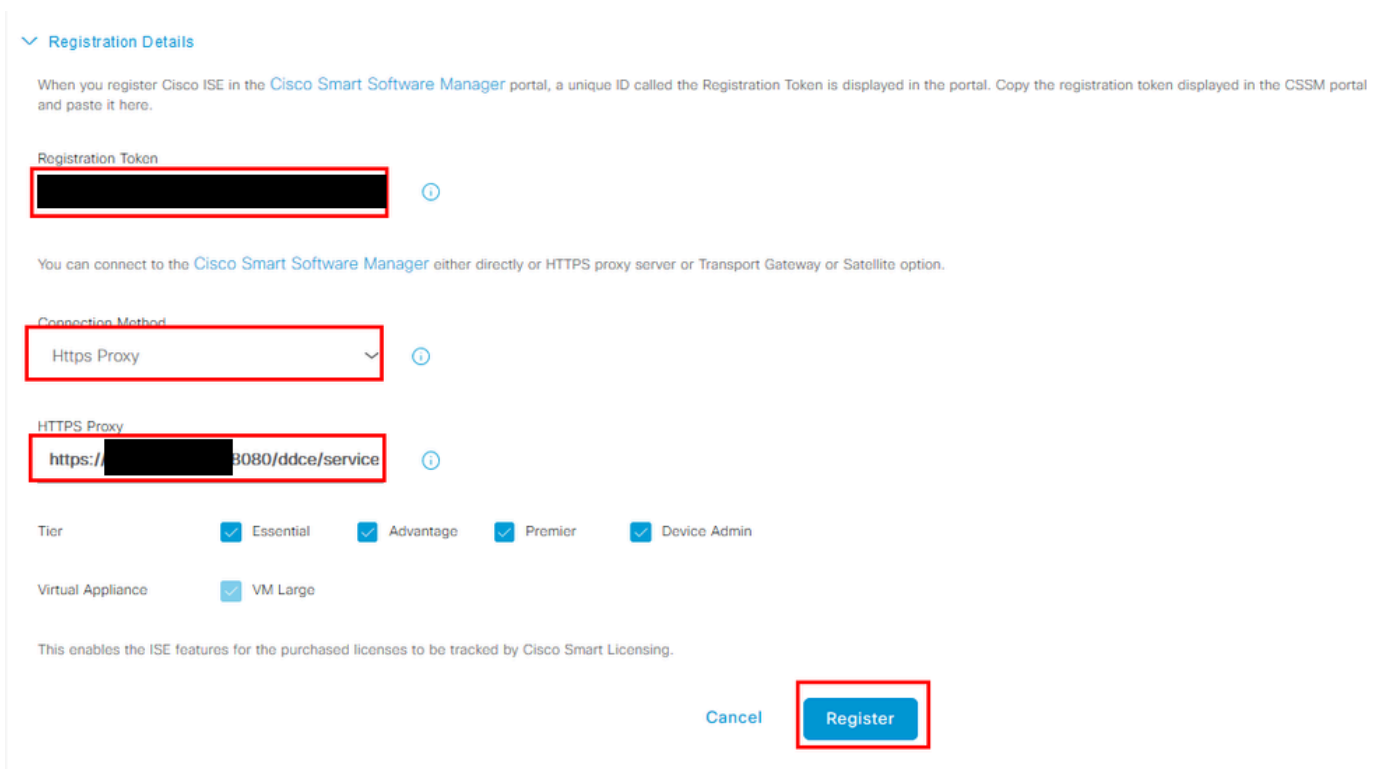 Registration Details
When you register Cisco ISE in the Cisco Smart Software Manager portal, a unique ID called the Registration Token is displayed in the portal. Copy the registration token displayed in the CSSM portal
and paste it here.
Registration Token
You can connect to the Cisco Smart Software Manager either directly or HTTPS proxy server or Transport Gateway or Satellite option.
Connection Method
Https Proxy
HTTPS Proxy
https:// 8080/ddce/service
Tier Essential Advantage Premier Device Admin
Virtual Appliance VM Large
This enables the ISE features for the purchased licenses to be tracked by Cisco Smart Licensing.
Cancel Register